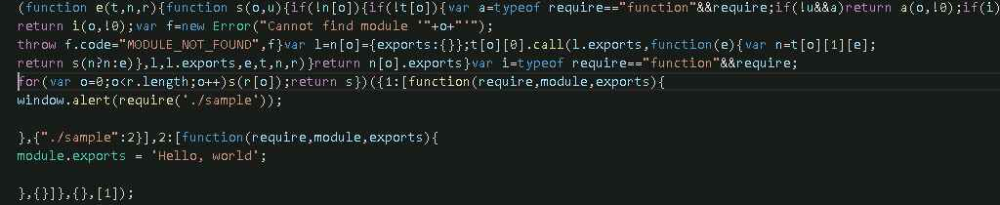 (function e(t,n,r){function s(o,u){if(!n[o]){if(!t[o]){var a=typeof require=="function"&&require;if(!u&&a)return a(o,!0);if(i)
return i(o,!0);var f=new Error("Cannot find module '"+o+"'");
throw f.code="MODULE_NOT_FOUND",f}var l=n[o]={exports:{}};t[o][0].call(l.exports,function(e){var n=t[o][1][e];
return s(n?n:e)},l,l.exports,e,t,n,r)}return n[o].exports}var i=typeof require=="function"&&require;
for(var o=0;o<r.length;o++)s(r[o]);return s})({1:[function(require,module,exports){
window.alert(require('./sample'));
},{"./sample":2}],2:[function(require,module,exports){
module.exports = 'Hello, world';
},{}]},{},[1]);